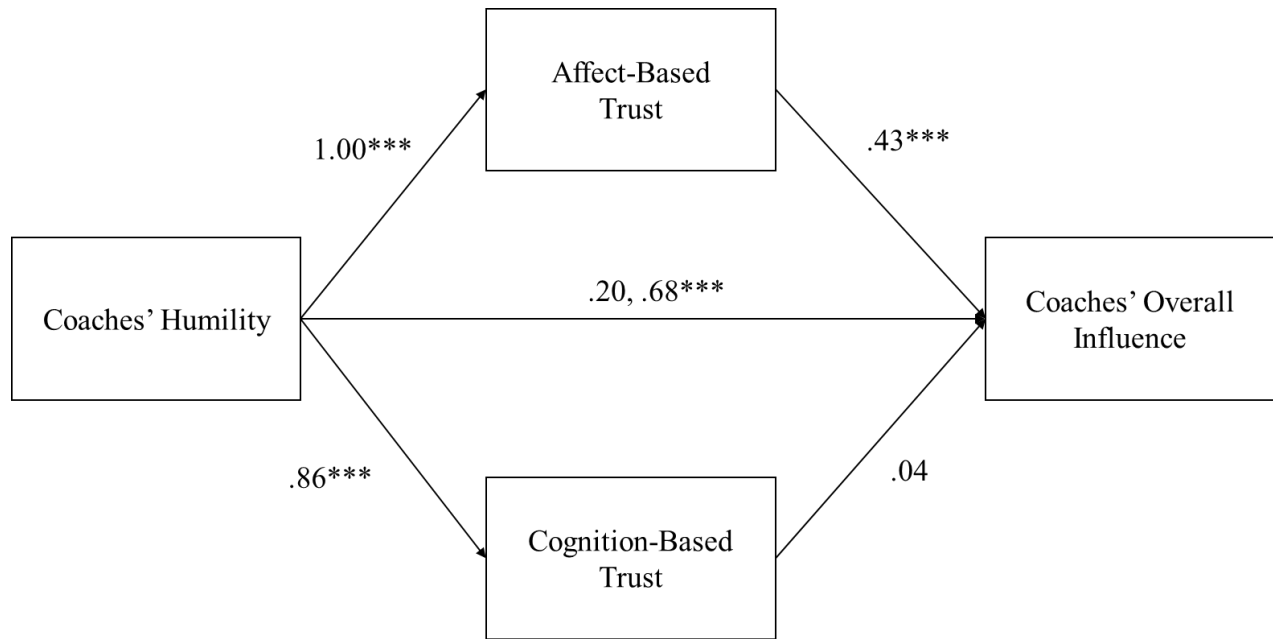 Affect-Based
Trust
1.00***
.43***
Coaches’ Humility
.20, .68***
Coaches’ Overall
Influence
.86***
.04
Cognition-Based
Trust